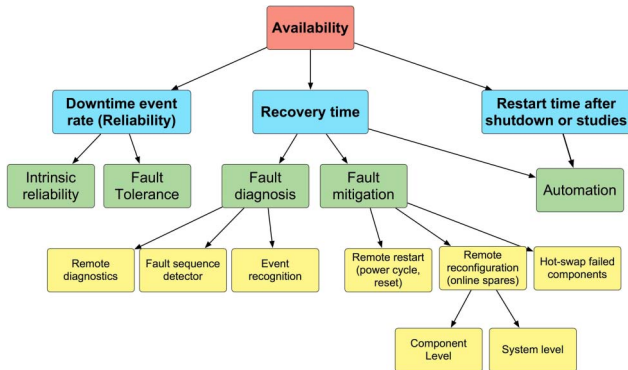 Availability
Downtime event
rate (Reliability)
Recovery time
Restart time after
shutdown or studies
Intrinsic
reliability
Fault
Tolerance
Fault
diagnosis
Fault
mitigation
Automation
Remote
diagnostics
Fault sequence
detector
Event
recognition
Remote restart
(power cycle,
reset)
Remote
reconfiguration
(online spares)
Hot-swap failed
components
Component
Level
System level